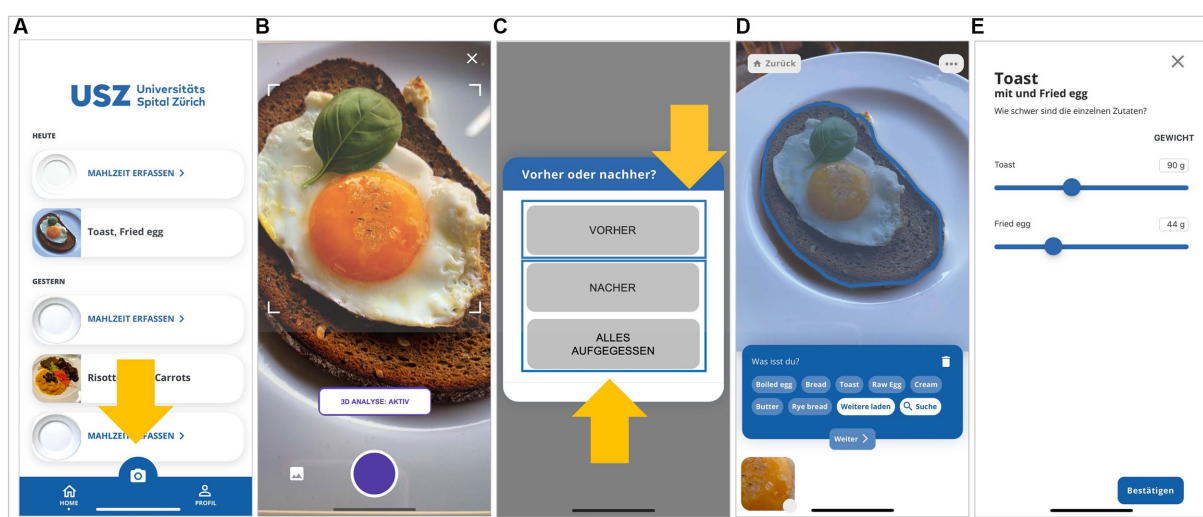 A
B
C
D
E
USZ Universitäts
Spital Zürich
HEUTE
MAHLZEIT ERFASSEN >
Toast, Fried egg
GESTERN
MAHLZEIT ERFASSEN >
Carrots
MAHLZEIT ERFASSEN >
HOME
PROFIL
3D ANALYSE: AKTIV
Vorher oder nachher?
VORHER
NACHER
ALLES
AUFGEGESSEN
Zurück
Was isst du?
Boiled egg Bread Toast Raw Egg Cream
Butter Rye bread Weitere laden Suche
Weiter >
Toast
mit und Fried egg
Wie schwer sind die einzelnen Zutaten?
GEWICHT
Toast 90 g
Fried egg 44 g
Bestätigen